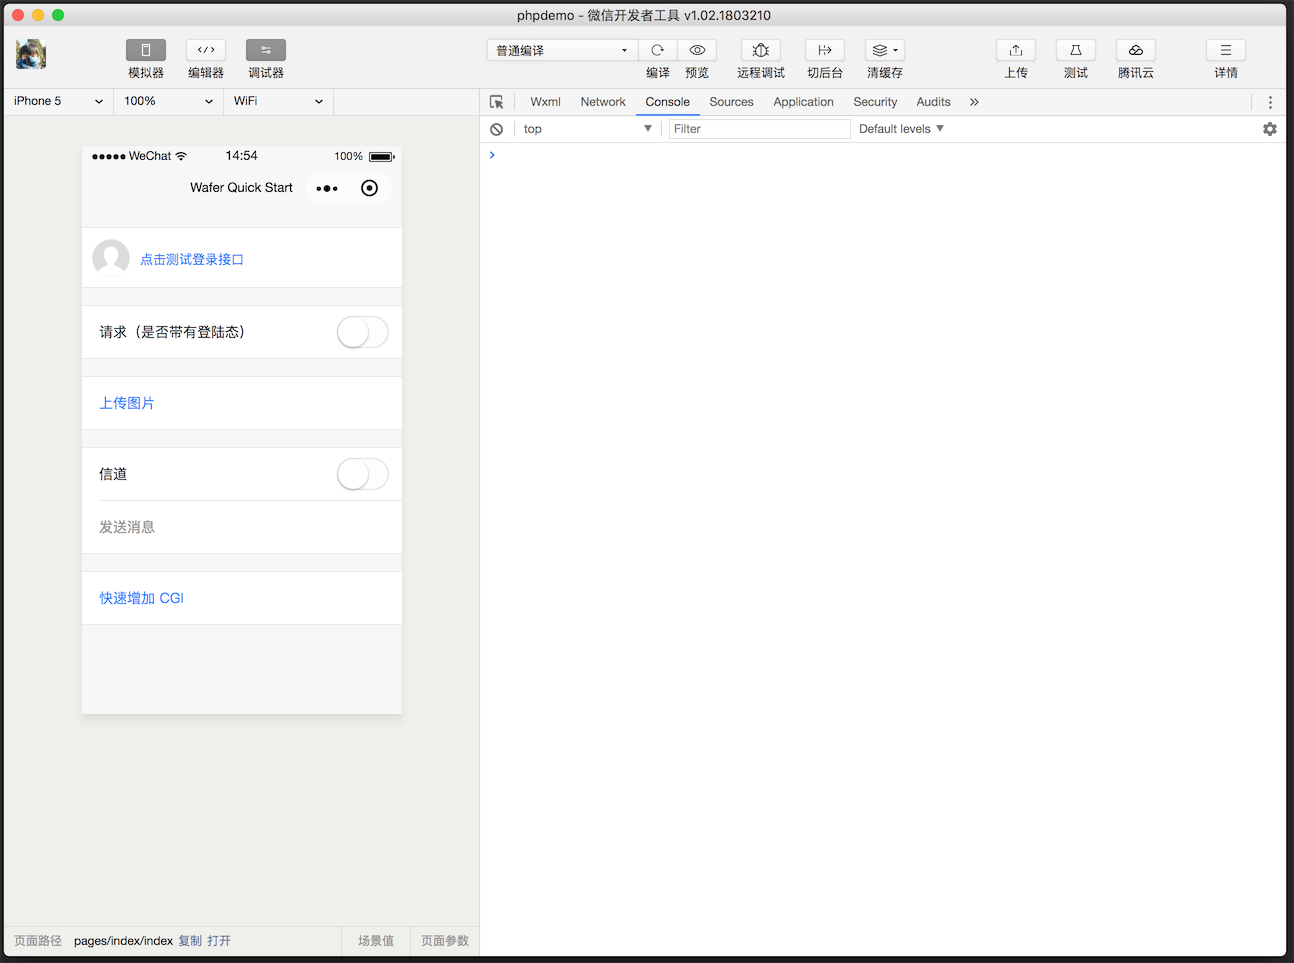 phpdemo - 微信开发者工具 v1.02.1803210
模拟器 编辑器 调试器 普通编译 编译 预览 远程调试 切后台 清缓存 上传 测试 腾讯云 详情
iPhone 5 100% WiFi
Wxml Network Console Sources Application Security Audits
top Filter Default levels
WeChat 14:54 100%
Wafer Quick Start
点击测试登录接口
请求（是否带有登陆态）
上传图片
信道
发送消息
快速增加 CGI
页面路径 pages/index/index 复制 打开 场景值 页面参数